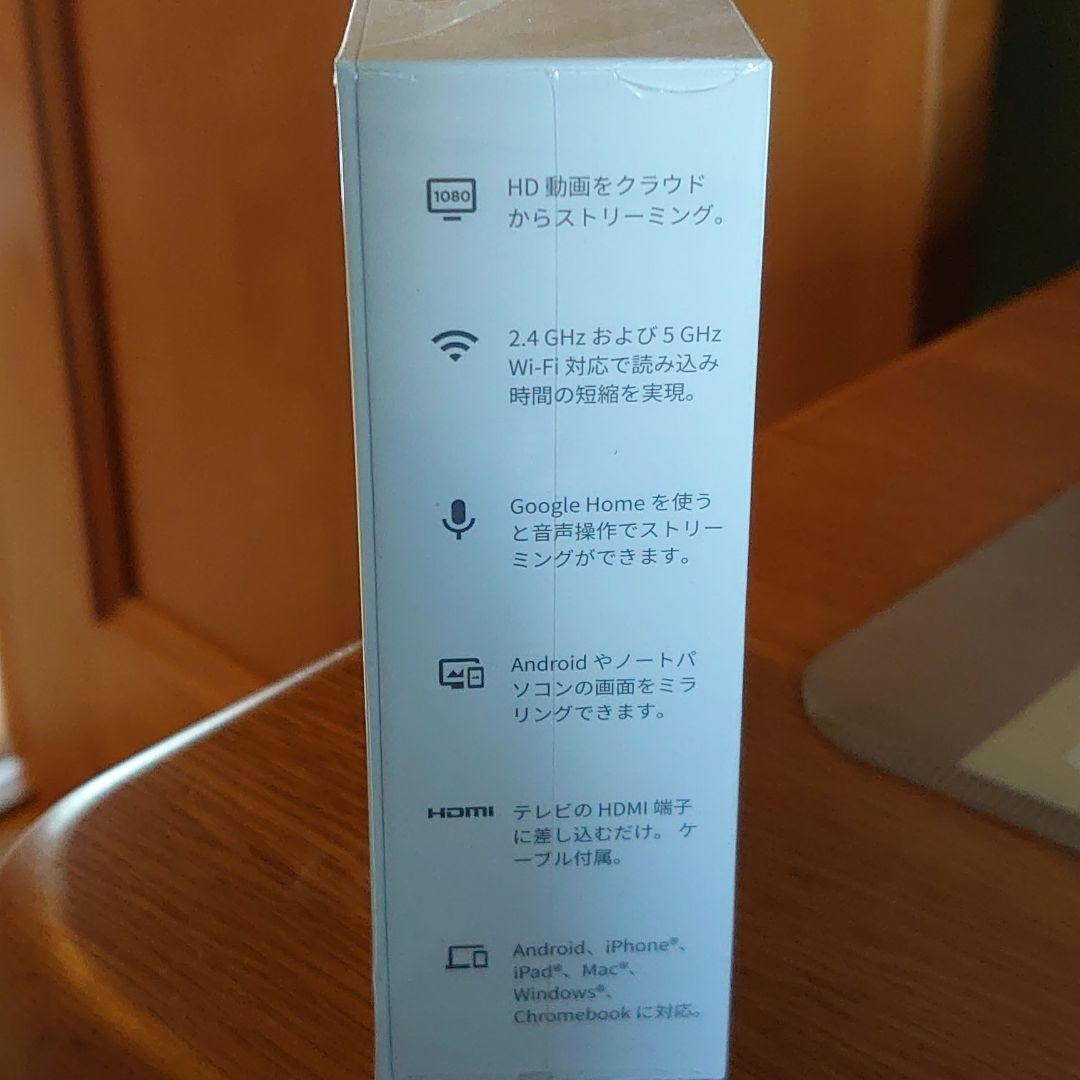 1080
HD 動画をクラウド
からストリーミング。
2.4 GHz および 5 GHz
Wi-Fi 対応で読み込み
時間の短縮を実現。
Google Home を使う
と音声操作でストリー
ミングができます。
Android やノートパ
ソコンの画面をミラ
リングできます。
HDMI
テレビの HDMI 端子
に差し込むだけ。 ケ
ーブル付属。
Android、iPhone®、
iPad®、Mac®、
Windows®、
Chromebook に対応。